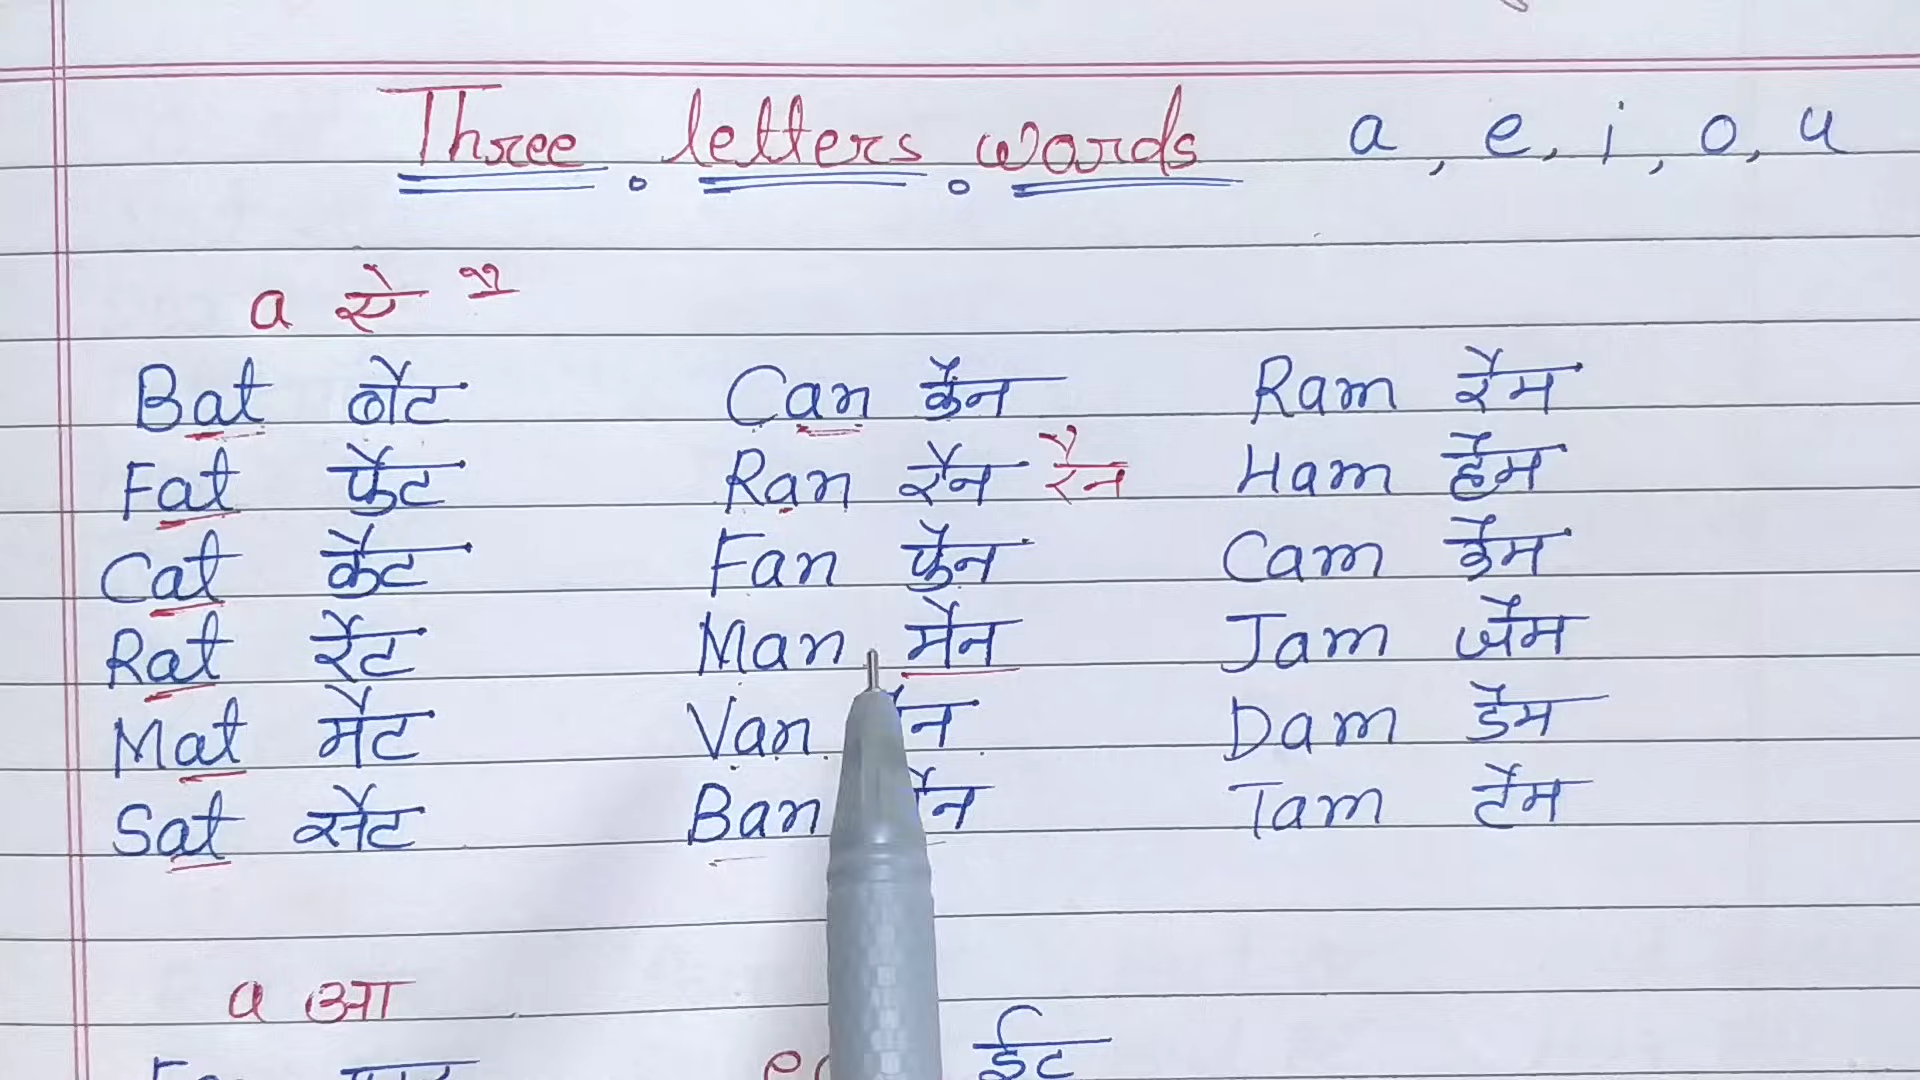 Three letters words a, e, i, o, u
a ऐ ै
Bat बैट Can कैन Ram रैम
Fat फैट Ran रैन रैन Ham हैम
Cat कैट Fan फैन Cam कैम
Rat रैट Man मैन Jam जैम
Mat मैट Van Dam डैम
Sat सैट Ban Tam टैम
a आ
ईट